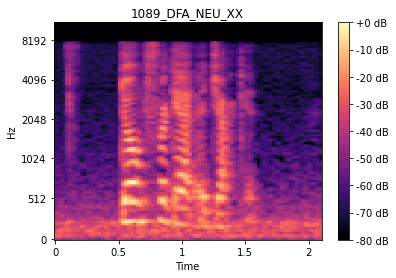 1089_DFA_NEU_XX
+0 dB
8192
-10 dB
4096
-20 dB
-30 dB
2048
Hz
-40 dB
1024
-50 dB
512
-60 dB
-70 dB
0
-80 dB
0
0.5
1
1.5
2
Time